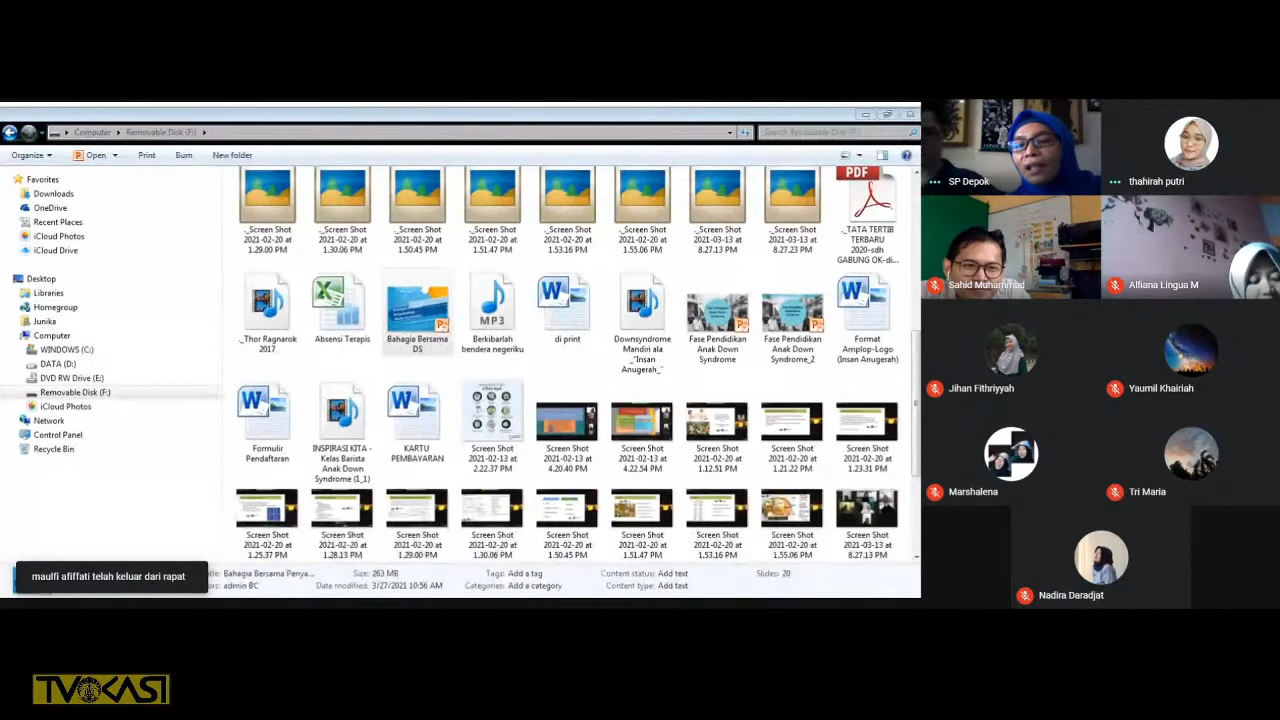 Computer
Removable Disk (F:)
Search Removable Disk (F:)
Organize
Open
Print
Burn
New folder
Favorites
Downloads
OneDrive
Recent Places
iCloud Photos
iCloud Drive
Desktop
Libraries
Homegroup
Junika
Computer
WINDOWS (C:)
DATA (D:)
DVD RW Drive (E:)
Removable Disk (F:)
iCloud Photos
Network
Control Panel
Recycle Bin
._Screen Shot
2021-02-20 at
1.29.00 PM
._Screen Shot
2021-02-20 at
1.30.06 PM
._Screen Shot
2021-02-20 at
1.50.45 PM
._Screen Shot
2021-02-20 at
1.51.47 PM
._Screen Shot
2021-02-20 at
1.53.16 PM
._Screen Shot
2021-02-20 at
1.55.06 PM
._Screen Shot
2021-03-13 at
8.27.13 PM
._Screen Shot
2021-03-13 at
8.27.23 PM
PDF
._TATA TERTIB
TERBARU
2020-sdh
GABUNG OK-di...
._Thor Ragnarok
2017
Absensi Terapis
Bahagia Bersama
DS
MP3
Berkibarlah
bendera negeriku
di print
Downsyndrome
Mandiri ala
_"Insan
Anugerah_"
Fase Pendidikan
Anak Down
Syndrome
Fase Pendidikan
Anak Down
Syndrome_2
Format
Amplop-Logo
(Insan Anugerah)
Formulir
Pendaftaran
INSPIRASI KITA -
Kelas Barista
Anak Down
Syndrome (1_1)
KARTU
PEMBAYARAN
Screen Shot
2021-02-13 at
2.22.37 PM
Screen Shot
2021-02-13 at
4.20.40 PM
Screen Shot
2021-02-13 at
4.22.54 PM
Screen Shot
2021-02-20 at
1.12.51 PM
Screen Shot
2021-02-20 at
1.21.22 PM
Screen Shot
2021-02-20 at
1.23.31 PM
Screen Shot
2021-02-20 at
1.25.37 PM
Screen Shot
2021-02-20 at
1.28.13 PM
Screen Shot
2021-02-20 at
1.29.00 PM
Screen Shot
2021-02-20 at
1.30.06 PM
Screen Shot
2021-02-20 at
1.50.45 PM
Screen Shot
2021-02-20 at
1.51.47 PM
Screen Shot
2021-02-20 at
1.53.16 PM
Screen Shot
2021-02-20 at
1.55.06 PM
Screen Shot
2021-03-13 at
8.27.13 PM
Bahagia Bersama Penya...
Size: 263 MB
Tags: Add a tag
Content status: Add text
Slides: 20
admin BC
Date modified: 3/27/2021 10:56 AM
Categories: Add a category
Content type: Add text
maulfi afiffati telah keluar dari rapat
SP Depok
thahirah putri
Sahid Muhammad
Alfiana Lingua M
Jihan Fithriyyah
Yaumil Khairiah
Marshalena
Tri Maria
Nadira Daradjat
TVOKASI